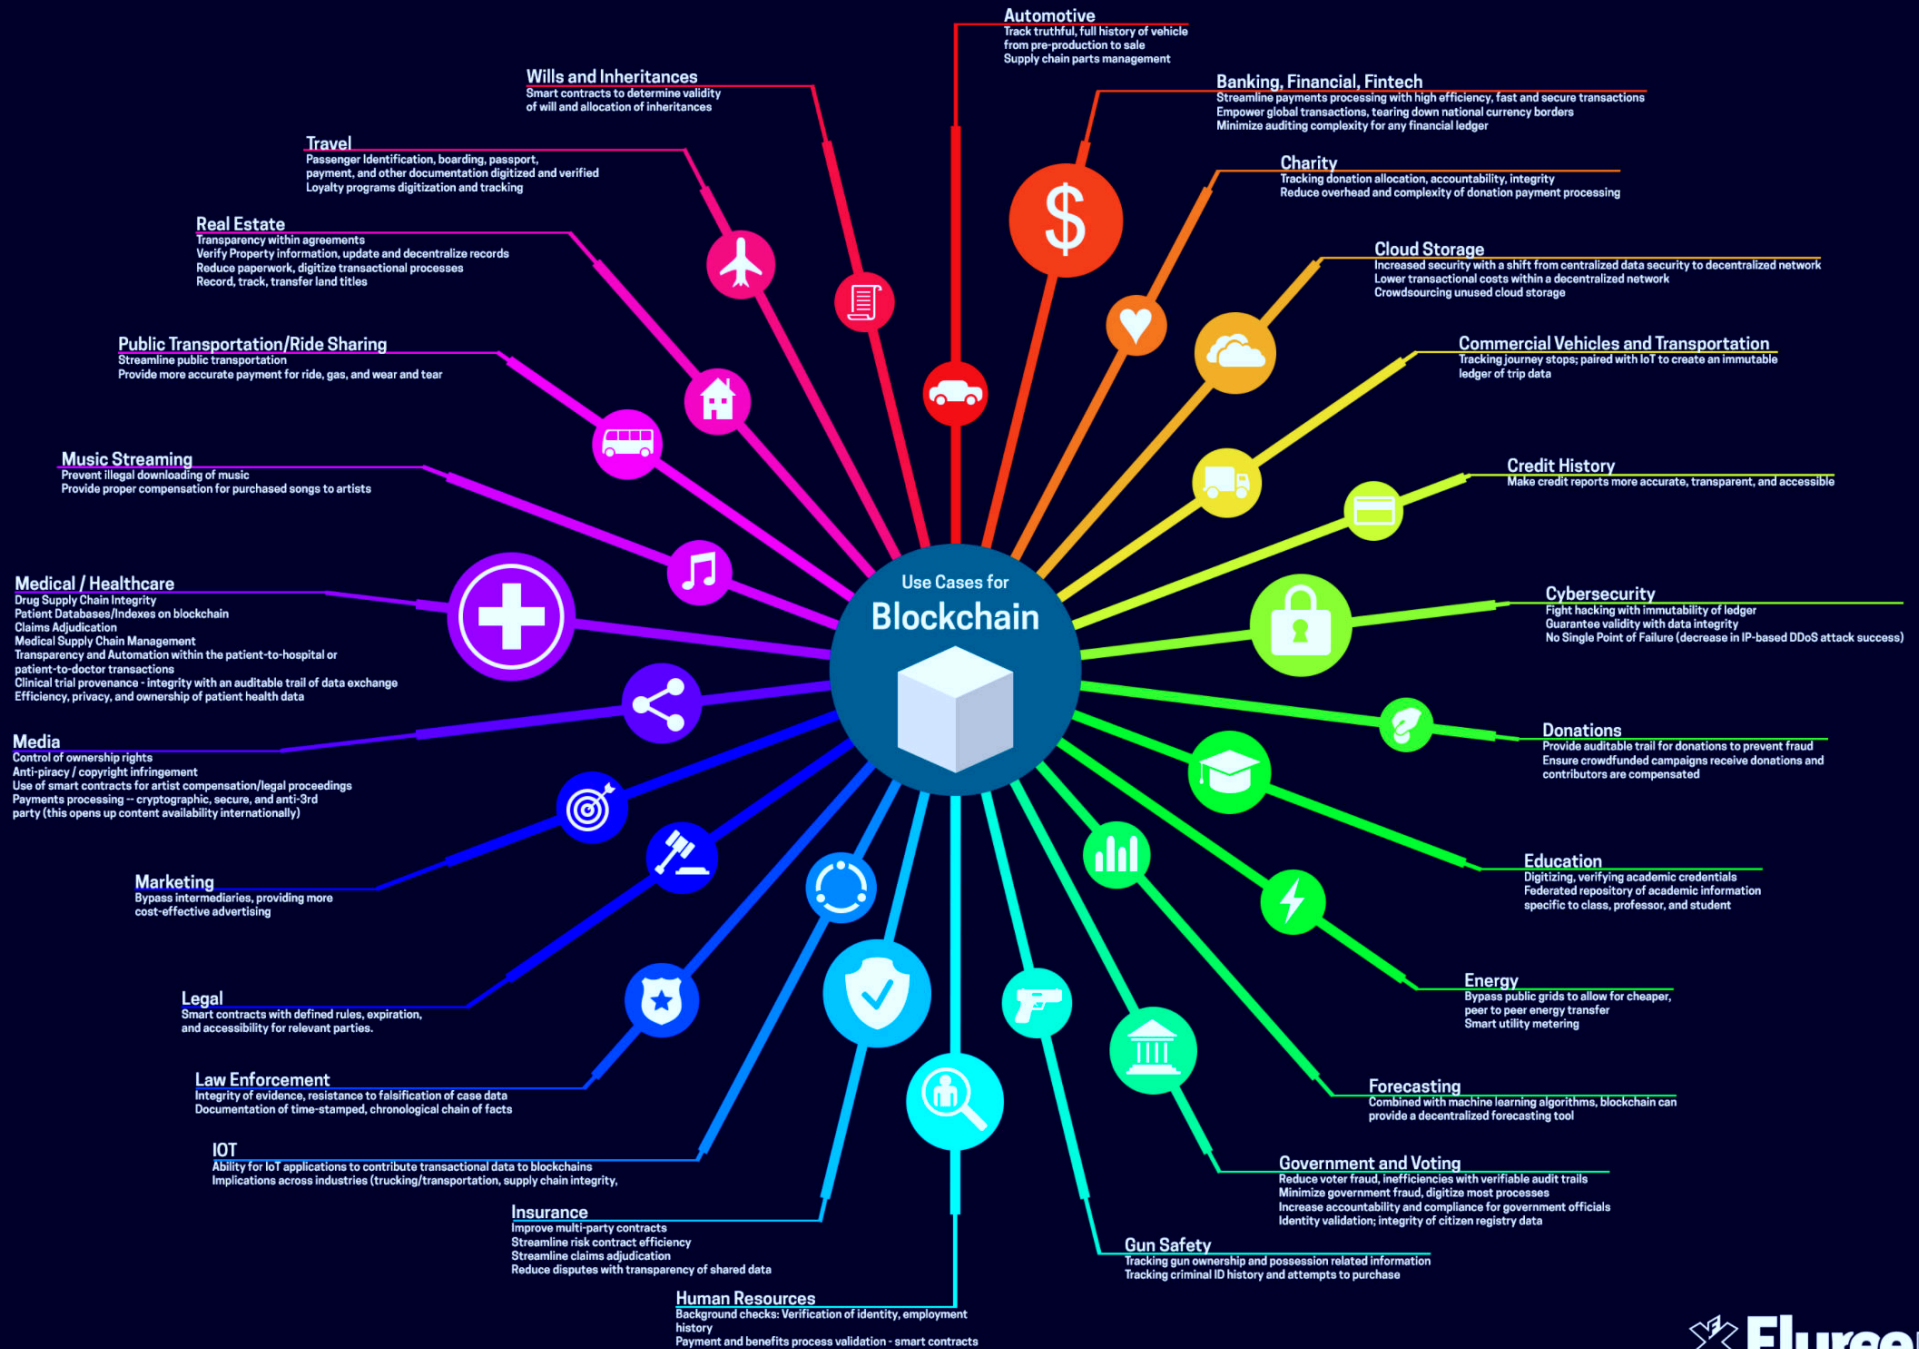 Use Cases for
Blockchain
Automotive
Track truthful, full history of vehicle
from pre-production to sale
Supply chain parts management
Banking, Financial, Fintech
Streamline payments processing with high efficiency, fast and secure transactions
Empower global transactions, tearing down national currency borders
Minimize auditing complexity for any financial ledger
$
Charity
Tracking donation allocation, accountability, integrity
Reduce overhead and complexity of donation payment processing
Cloud Storage
Increased security with a shift from centralized data security to decentralized network
Lower transactional costs within a decentralized network
Crowdsourcing unused cloud storage
Commercial Vehicles and Transportation
Tracking journey stops; paired with IoT to create an immutable
ledger of trip data
Credit History
Make credit reports more accurate, transparent, and accessible
Cybersecurity
Fight hacking with immutability of ledger
Guarantee validity with data integrity
No Single Point of Failure (decrease in IP-based DDoS attack success)
Donations
Provide auditable trail for donations to prevent fraud
Ensure crowdfunded campaigns receive donations and
contributors are compensated
Education
Digitizing, verifying academic credentials
Federated repository of academic information
specific to class, professor, and student
Energy
Bypass public grids to allow for cheaper,
peer to peer energy transfer
Smart utility metering
Forecasting
Combined with machine learning algorithms, blockchain can
provide a decentralized forecasting tool
Government and Voting
Reduce voter fraud, inefficiencies with verifiable audit trails
Minimize government fraud, digitize most processes
Increase accountability and compliance for government officials
Identity validation; integrity of citizen registry data
Gun Safety
Tracking gun ownership and possession related information
Tracking criminal ID history and attempts to purchase
Human Resources
Background checks: Verification of identity, employment
history
Payment and benefits process validation - smart contracts
Insurance
Improve multi-party contracts
Streamline risk contract efficiency
Streamline claims adjudication
Reduce disputes with transparency of shared data
IOT
Ability for IoT applications to contribute transactional data to blockchains
Implications across industries (trucking/transportation, supply chain integrity,
Law Enforcement
Integrity of evidence, resistance to falsification of case data
Documentation of time-stamped, chronological chain of facts
Legal
Smart contracts with defined rules, expiration,
and accessibility for relevant parties.
Marketing
Bypass intermediaries, providing more
cost-effective advertising
Media
Control of ownership rights
Anti-piracy / copyright infringement
Use of smart contracts for artist compensation/legal proceedings
Payments processing -- cryptographic, secure, and anti-3rd
party (this opens up content availability internationally)
Medical / Healthcare
Drug Supply Chain Integrity
Patient Databases/Indexes on blockchain
Claims Adjudication
Medical Supply Chain Management
Transparency and Automation within the patient-to-hospital or
patient-to-doctor transactions
Clinical trial provenance - integrity with an auditable trail of data exchange
Efficiency, privacy, and ownership of patient health data
Music Streaming
Prevent illegal downloading of music
Provide proper compensation for purchased songs to artists
Public Transportation/Ride Sharing
Streamline public transportation
Provide more accurate payment for ride, gas, and wear and tear
Real Estate
Transparency within agreements
Verify Property information, update and decentralize records
Reduce paperwork, digitize transactional processes
Record, track, transfer land titles
Travel
Passenger Identification, boarding, passport,
payment, and other documentation digitized and verified
Loyalty programs digitization and tracking
Wills and Inheritances
Smart contracts to determine validity
of will and allocation of inheritances